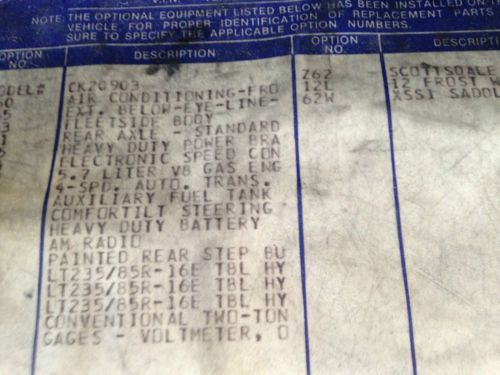 NOTE: THE OPTIONAL EQUIPMENT LISTED BELOW HAS BEEN INSTALLED ON
VEHICLE FOR PROPER IDENTIFICATION OF REPLACEMENT PARTS
SURE TO SPECIFY THE APPLICABLE OPTION NUMBERS.
OPTION NO. DESCRIPTION OPTION NO. DESCRIPTI
ODEL# CK20903 Z62 SCOTTSDALE
AIR CONDITIONING-FRO 12L 12 FROST W
EXT. BELOW-EYE-LINE- 62W XSS1 SADDL
FLEETSIDE BODY
REAR AXLE - STANDARD
HEAVY DUTY POWER BRA
ELECTRONIC SPEED CON
5.7 LITER V8 GAS ENG
4-SPD. AUTO. TRANS.
AUXILIARY FUEL TANK
COMFORTILT STEERING
HEAVY DUTY BATTERY
AM RADIO
PAINTED REAR STEP BU
LT235/85R-16E TBL HY
LT235/85R-16E TBL HY
LT235/85R-16E TBL HY
CONVENTIONAL TWO-TON
GAGES - VOLTMETER, O